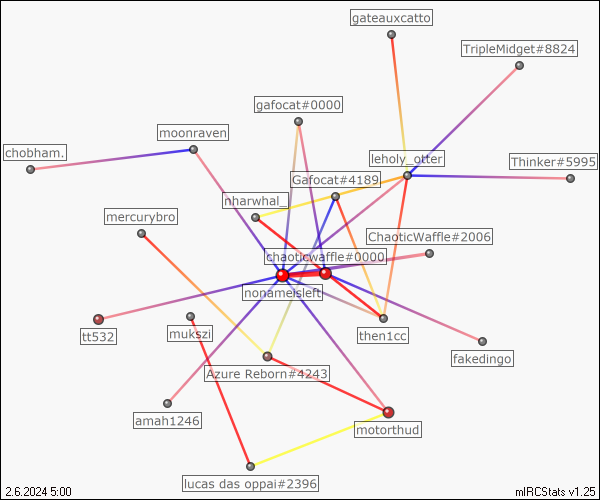 gateauxcatto
TripleMidget#8824
gafocat#0000
moonraven
chobham.
leholy_otter
Thinker#5995
Gafocat#4189
nharwhal_
mercurybro
ChaoticWaffle#2006
chaoticwaffle#0000
nonameisleft
tt532
mukszi
then1cc
fakedingo
Azure Reborn#4243
amah1246
motorthud
lucas das oppai#2396
2.6.2024 5:00
mIRCStats v1.25